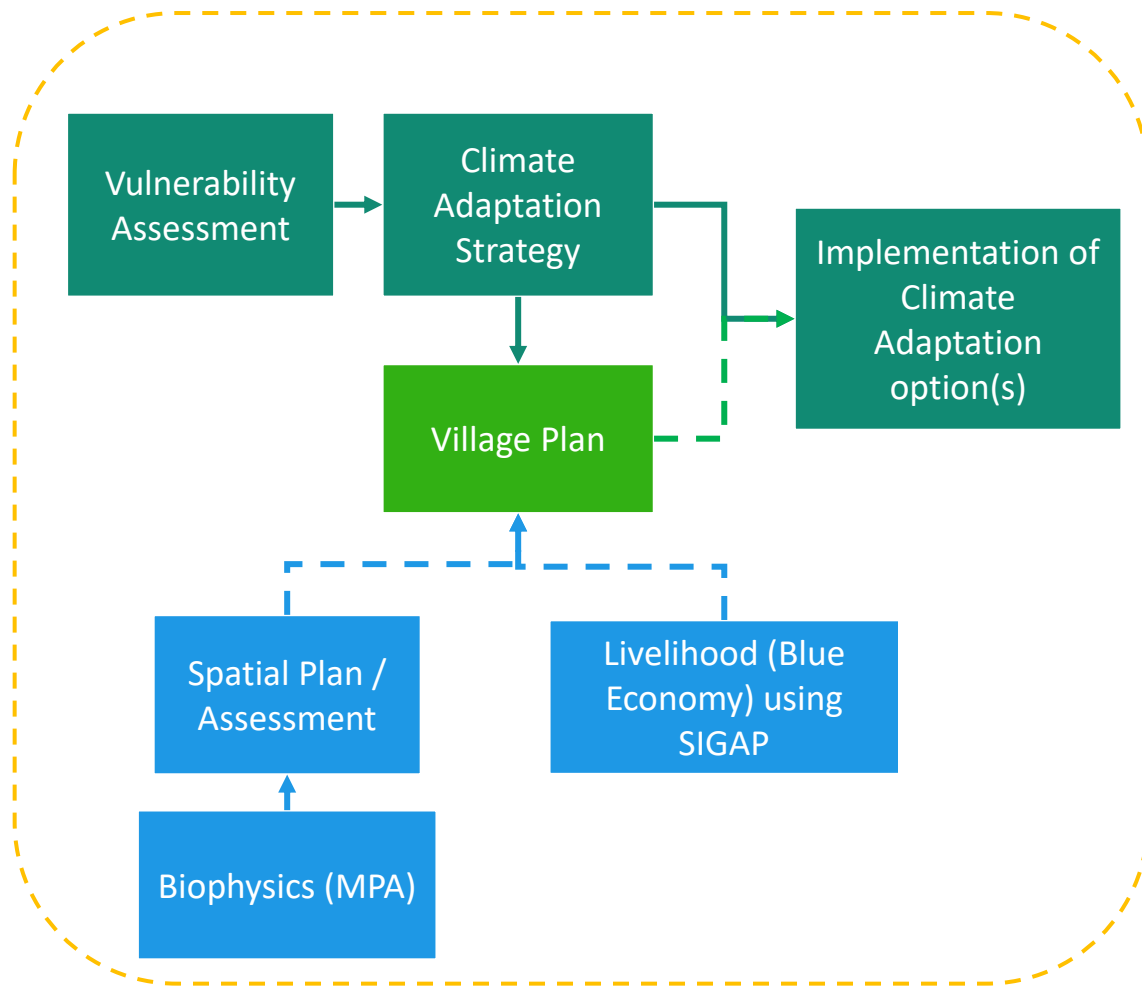 Vulnerability
Assessment
Climate
Adaptation
Strategy
Implementation of
Climate
Adaptation
option(s)
Village Plan
Spatial Plan /
Assessment
Livelihood (Blue
Economy) using
SIGAP
Biophysics (MPA)